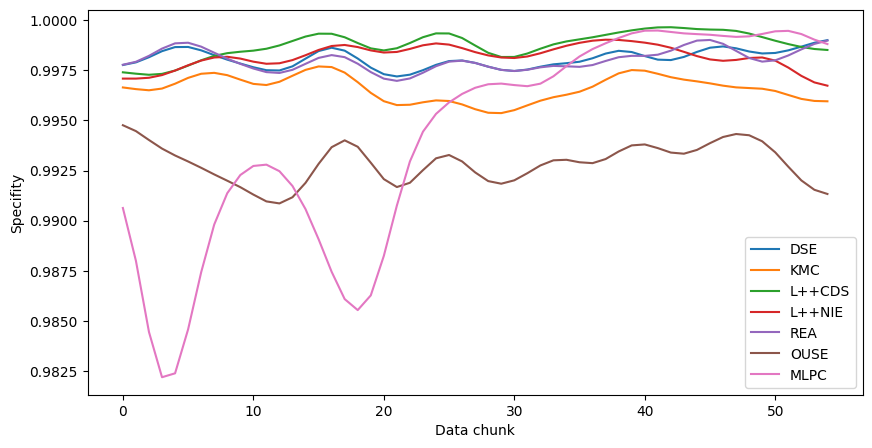 1.0000
0.9975
0.9950
0.9925
0.9900
0.9875
0.9850
0.9825
Specifity
0 10 20 30 40 50
Data chunk
DSE
KMC
L++CDS
L++NIE
REA
OUSE
MLPC